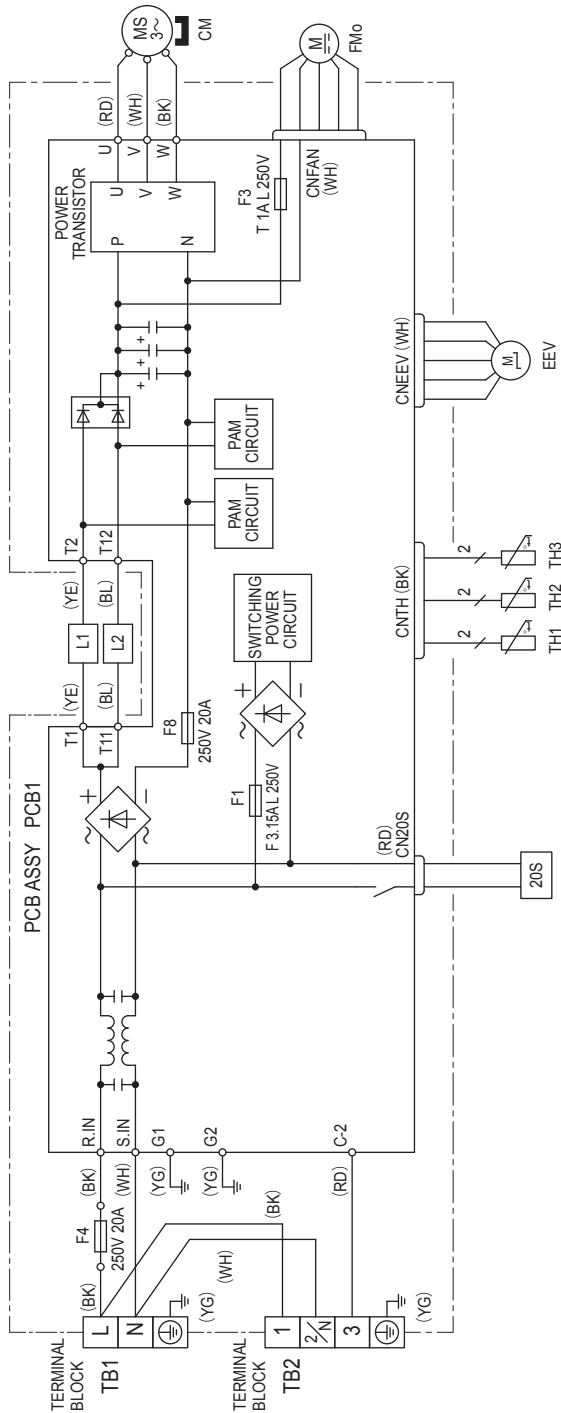 TERMINAL
BLOCK
TB1
L
N
(BK)
F4
250V 20A
(BK)
(WH)
(YG)
R.IN
S.IN
G1
(YG)
G2
(YG)
TERMINAL
BLOCK
TB2
1
2/N
3
(BK)
(WH)
(RD)
C-2
(YG)
PCB ASSY PCB1
~
+
~
−
T1
T11
(YE)
(BL)
L1
L2
(YE)
(BL)
T2
T12
F8
250V 20A
F1
F 3.15A L 250V
~
+
~
−
SWITCHING
POWER
CIRCUIT
PAM
CIRCUIT
PAM
CIRCUIT
+
+
+
POWER
TRANSISTOR
P
N
U
V
W
U
V
W
(RD)
(WH)
(BK)
MS
3~
CM
F3
T 1A L 250V
CNFAN
(WH)
M
FMo
(RD)
CN20S
20S
CNTH (BK)
2
2
2
TH1
TH2
TH3
t°
t°
t°
CNEEV (WH)
M
EEV